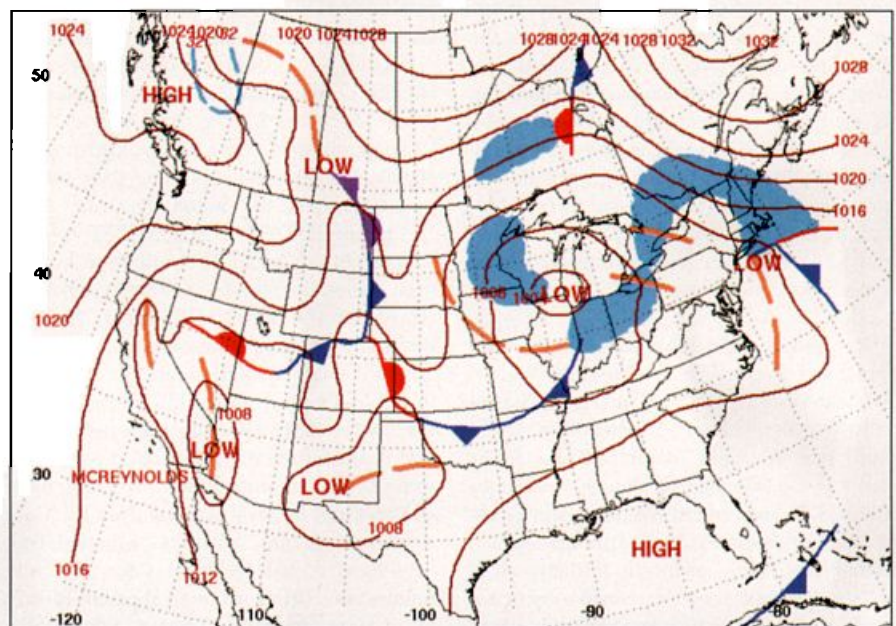 1024 1024 1020 32 1020 1024 1028 1028 1024 1024 1028 1032 1032
32
50
HIGH
1028
1024
LOW
1020
1016
40
LOW
LOW
1008 1004
1020
1008
LOW
30
MCREYNOLDS
LOW
1008
HIGH
1016
1012
-120 -110 -100 -90 -80